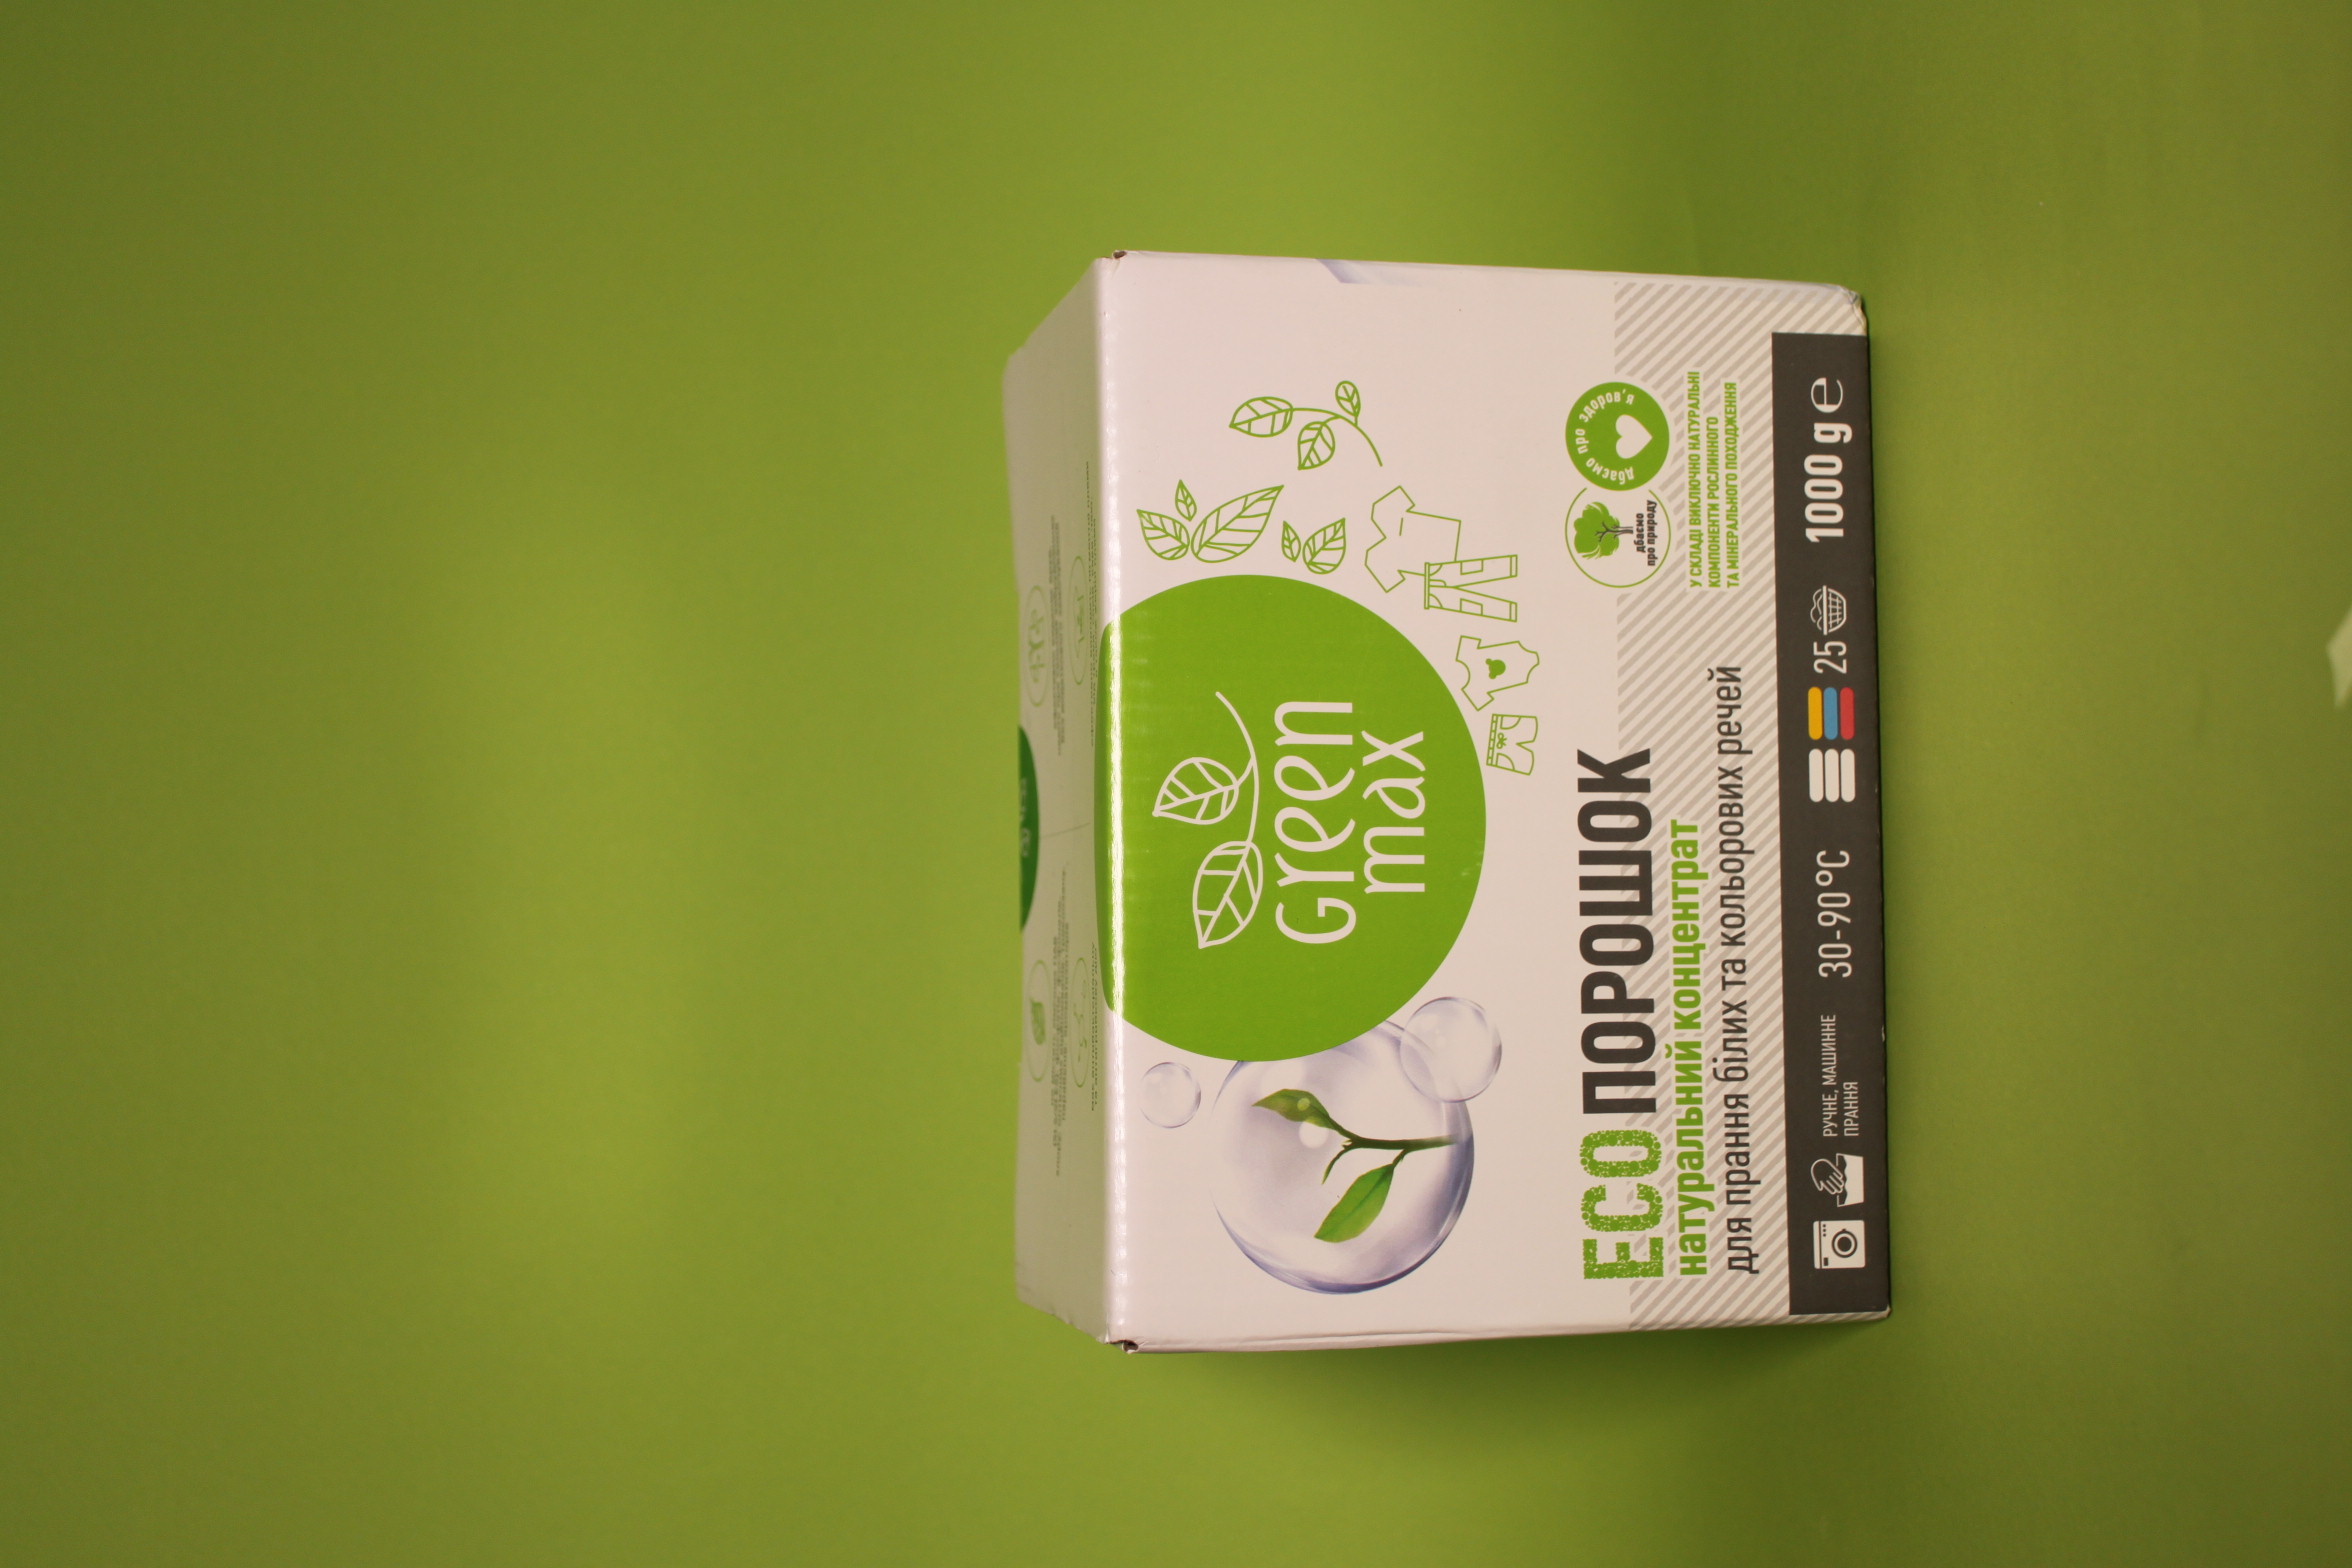 Green
max
ECO ПОРОШОК
натуральний концентрат
для прання білих та кольорових речей
дбаємо
про природу
дбаємо про здоров'я
У СКЛАДІ ВИКЛЮЧНО НАТУРАЛЬНІ
КОМПОНЕНТИ РОСЛИННОГО
ТА МІНЕРАЛЬНОГО ПОХОДЖЕННЯ
РУЧНЕ, МАШИННЕ
ПРАННЯ
30-90°C
25
1000 g e